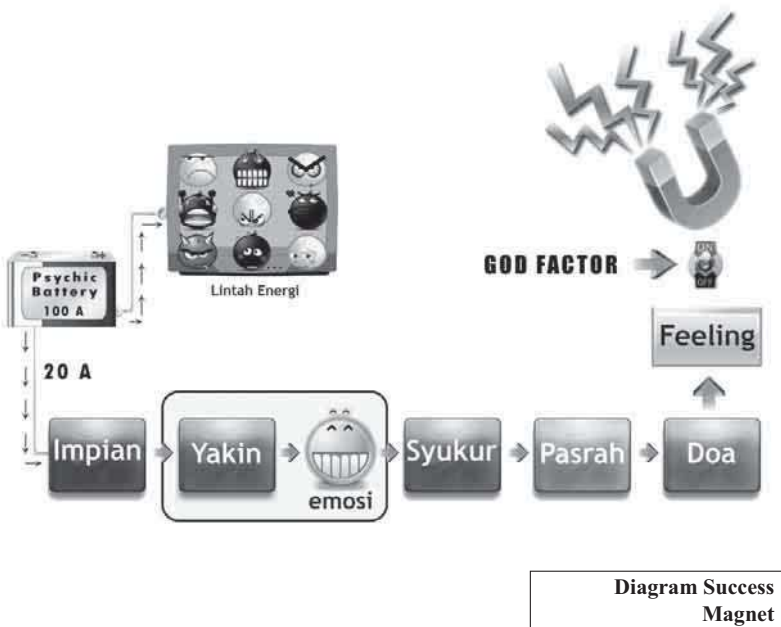 Lintah Energi
- +
Psychic
Battery
100 A
20 A
GOD FACTOR
ON
OFF
Feeling
Impian
Yakin
emosi
Syukur
Pasrah
Doa
Diagram Success
Magnet